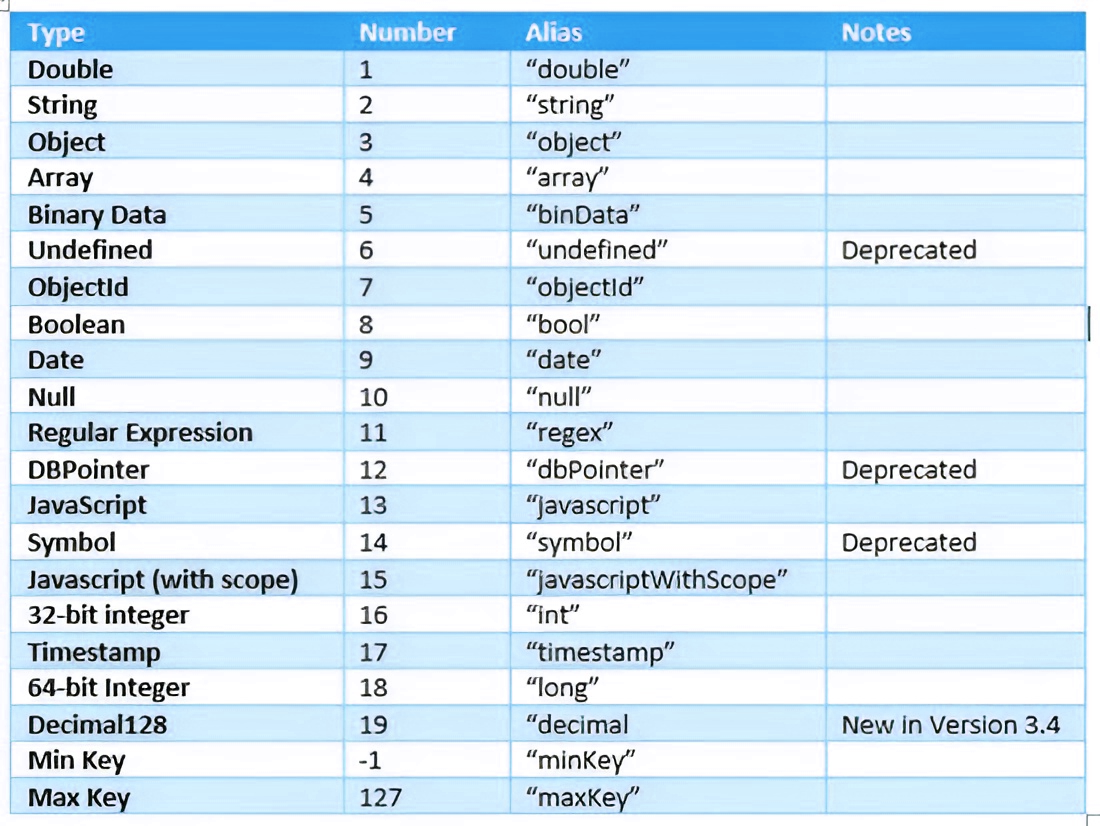 Type Number Alias Notes
Double 1 “double”
String 2 “string”
Object 3 “object”
Array 4 “array”
Binary Data 5 “binData”
Undefined 6 “undefined” Deprecated
ObjectId 7 “objectId”
Boolean 8 “bool”
Date 9 “date”
Null 10 “null”
Regular Expression 11 “regex”
DBPointer 12 “dbPointer” Deprecated
JavaScript 13 “javascript”
Symbol 14 “symbol” Deprecated
Javascript (with scope) 15 “javascriptWithScope”
32-bit integer 16 “int”
Timestamp 17 “timestamp”
64-bit Integer 18 “long”
Decimal128 19 “decimal New in Version 3.4
Min Key -1 “minKey”
Max Key 127 “maxKey”